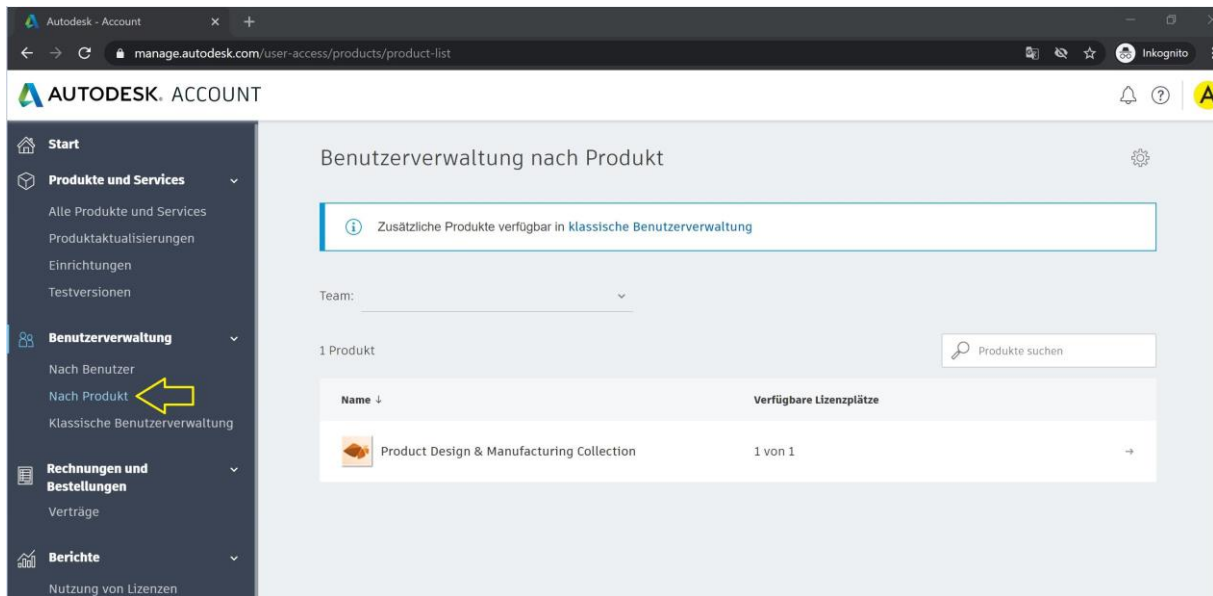 Autodesk - Account
manage.autodesk.com/user-access/products/product-list
Inkognito
AUTODESK. ACCOUNT
A
Start
Produkte und Services
Alle Produkte und Services
Produktaktualisierungen
Einrichtungen
Testversionen
Benutzerverwaltung
Nach Benutzer
Nach Produkt
Klassische Benutzerverwaltung
Rechnungen und
Bestellungen
Verträge
Berichte
Nutzung von Lizenzen
Benutzerverwaltung nach Produkt
Zusätzliche Produkte verfügbar in klassische Benutzerverwaltung
Team:
1 Produkt
Produkte suchen
Name ↓ Verfügbare Lizenzplätze
Product Design & Manufacturing Collection 1 von 1